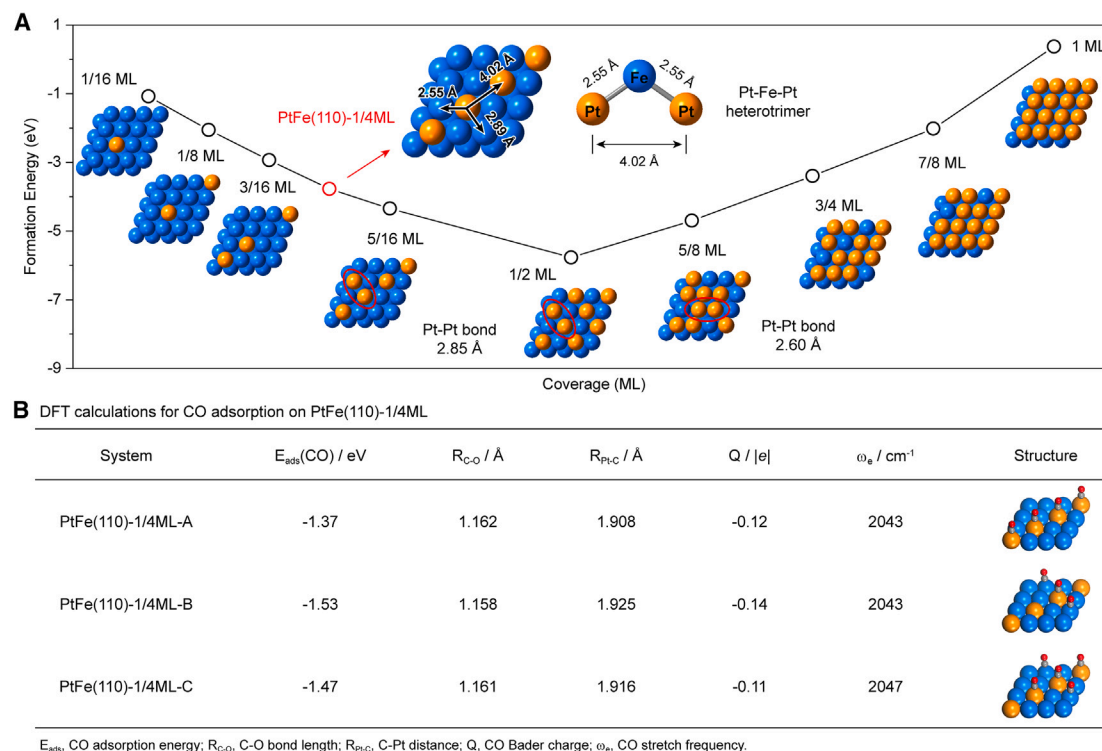 A
Formation Energy (eV)
-1
-3
-5
-7
-9
1/16 ML
1/8 ML
3/16 ML
PtFe(110)-1/4ML
5/16 ML
1/2 ML
5/8 ML
3/4 ML
7/8 ML
1 ML
4.02 Å
2.55 Å
2.89 Å
2.55 Å
2.55 Å
Fe
Pt
Pt
4.02 Å
Pt-Fe-Pt
heterotrimer
Pt-Pt bond
2.85 Å
Pt-Pt bond
2.60 Å
Coverage (ML)
B DFT calculations for CO adsorption on PtFe(110)-1/4ML
System Eads(CO) / eV RC-O / Å RPt-C / Å Q / |e| ωe / cm-1 Structure
PtFe(110)-1/4ML-A -1.37 1.162 1.908 -0.12 2043
PtFe(110)-1/4ML-B -1.53 1.158 1.925 -0.14 2043
PtFe(110)-1/4ML-C -1.47 1.161 1.916 -0.11 2047
Eads, CO adsorption energy; RC-O, C-O bond length; RPt-C, C-Pt distance; Q, CO Bader charge; ωe, CO stretch frequency.